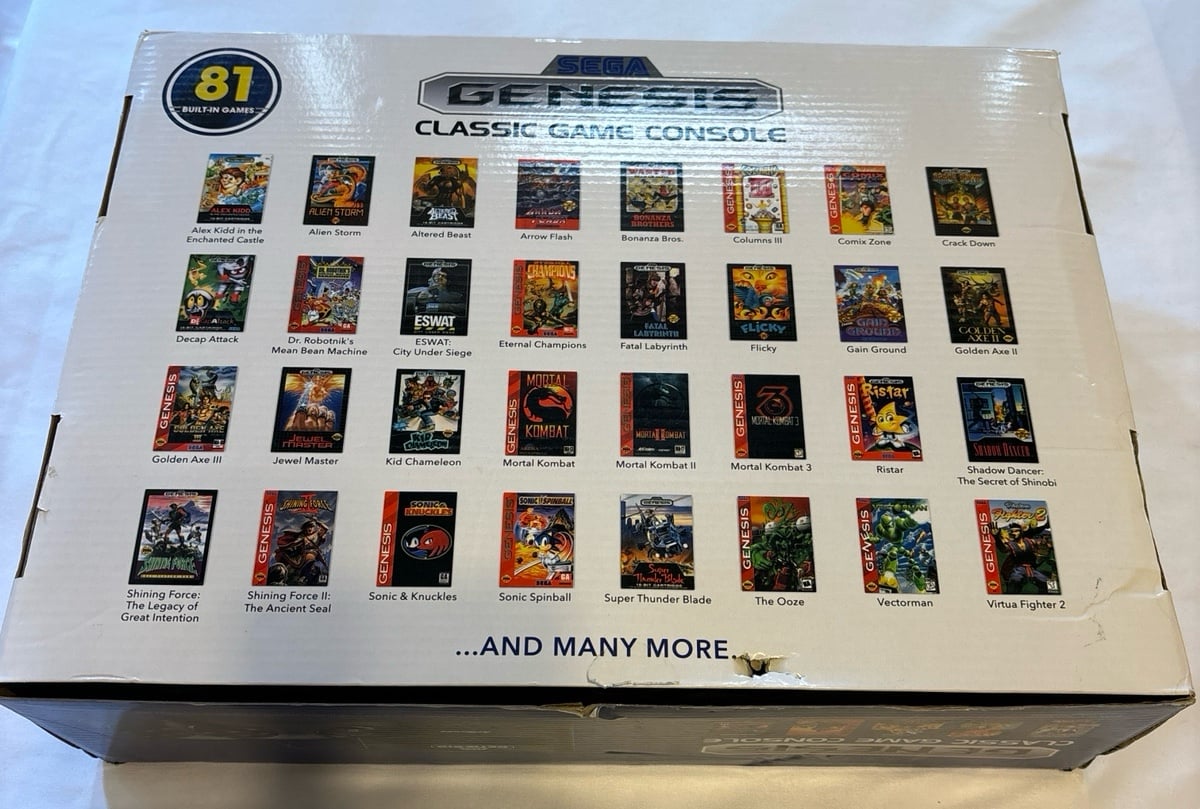 81
BUILT-IN GAMES
SEGA
GENESIS
CLASSIC GAME CONSOLE
Alex Kidd in the
Enchanted Castle
Alien Storm
Altered Beast
Arrow Flash
Bonanza Bros.
Columns III
Comix Zone
Crack Down
Decap Attack
Dr. Robotnik's
Mean Bean Machine
ESWAT:
City Under Siege
Eternal Champions
Fatal Labyrinth
Flicky
Gain Ground
Golden Axe II
Golden Axe III
Jewel Master
Kid Chameleon
Mortal Kombat
Mortal Kombat II
Mortal Kombat 3
Ristar
Shadow Dancer:
The Secret of Shinobi
Shining Force:
The Legacy of
Great Intention
Shining Force II:
The Ancient Seal
Sonic & Knuckles
Sonic Spinball
Super Thunder Blade
The Ooze
Vectorman
Virtua Fighter 2
...AND MANY MORE..
CLASSIC GAME CONSOLE